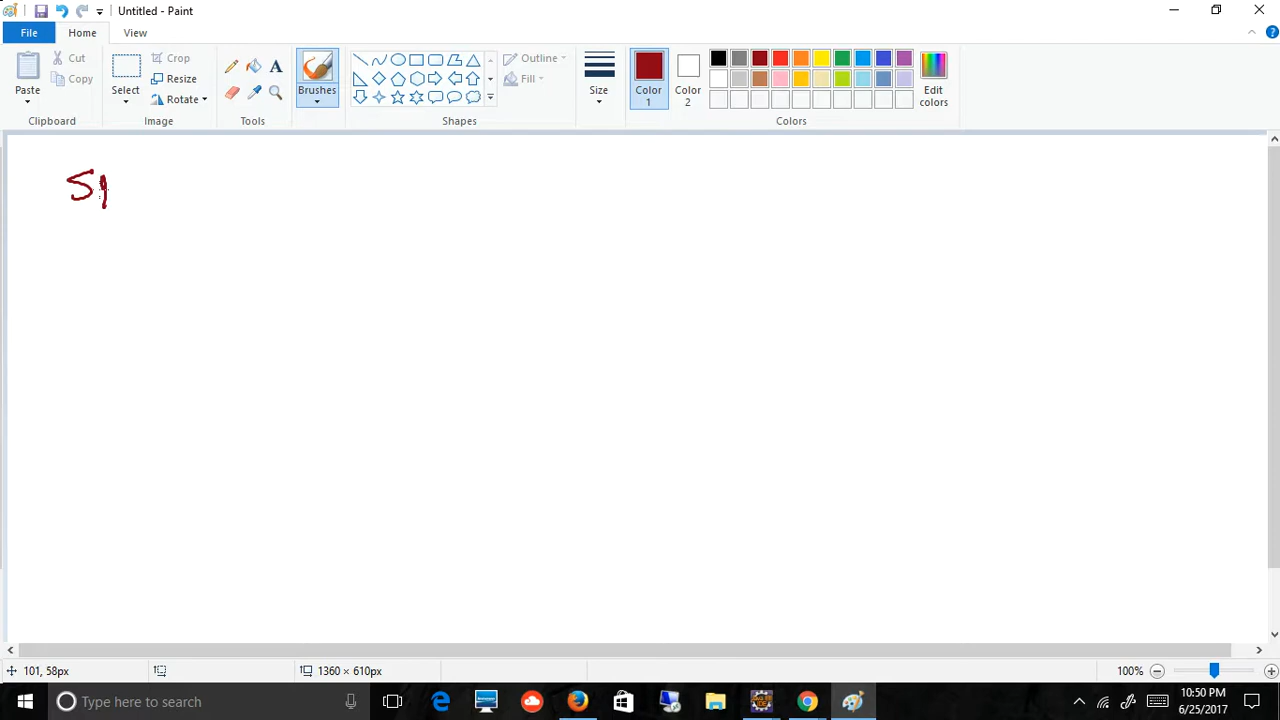 Untitled - Paint
File Home View
Cut
Copy
Paste
Clipboard
Crop
Resize
Rotate
Select
Image
Tools
Brushes
Outline
Fill
Shapes
Size
Color 1
Color 2
Edit colors
Colors
101, 58px
1360 × 610px
100%
Type here to search
10:50 PM
6/25/2017